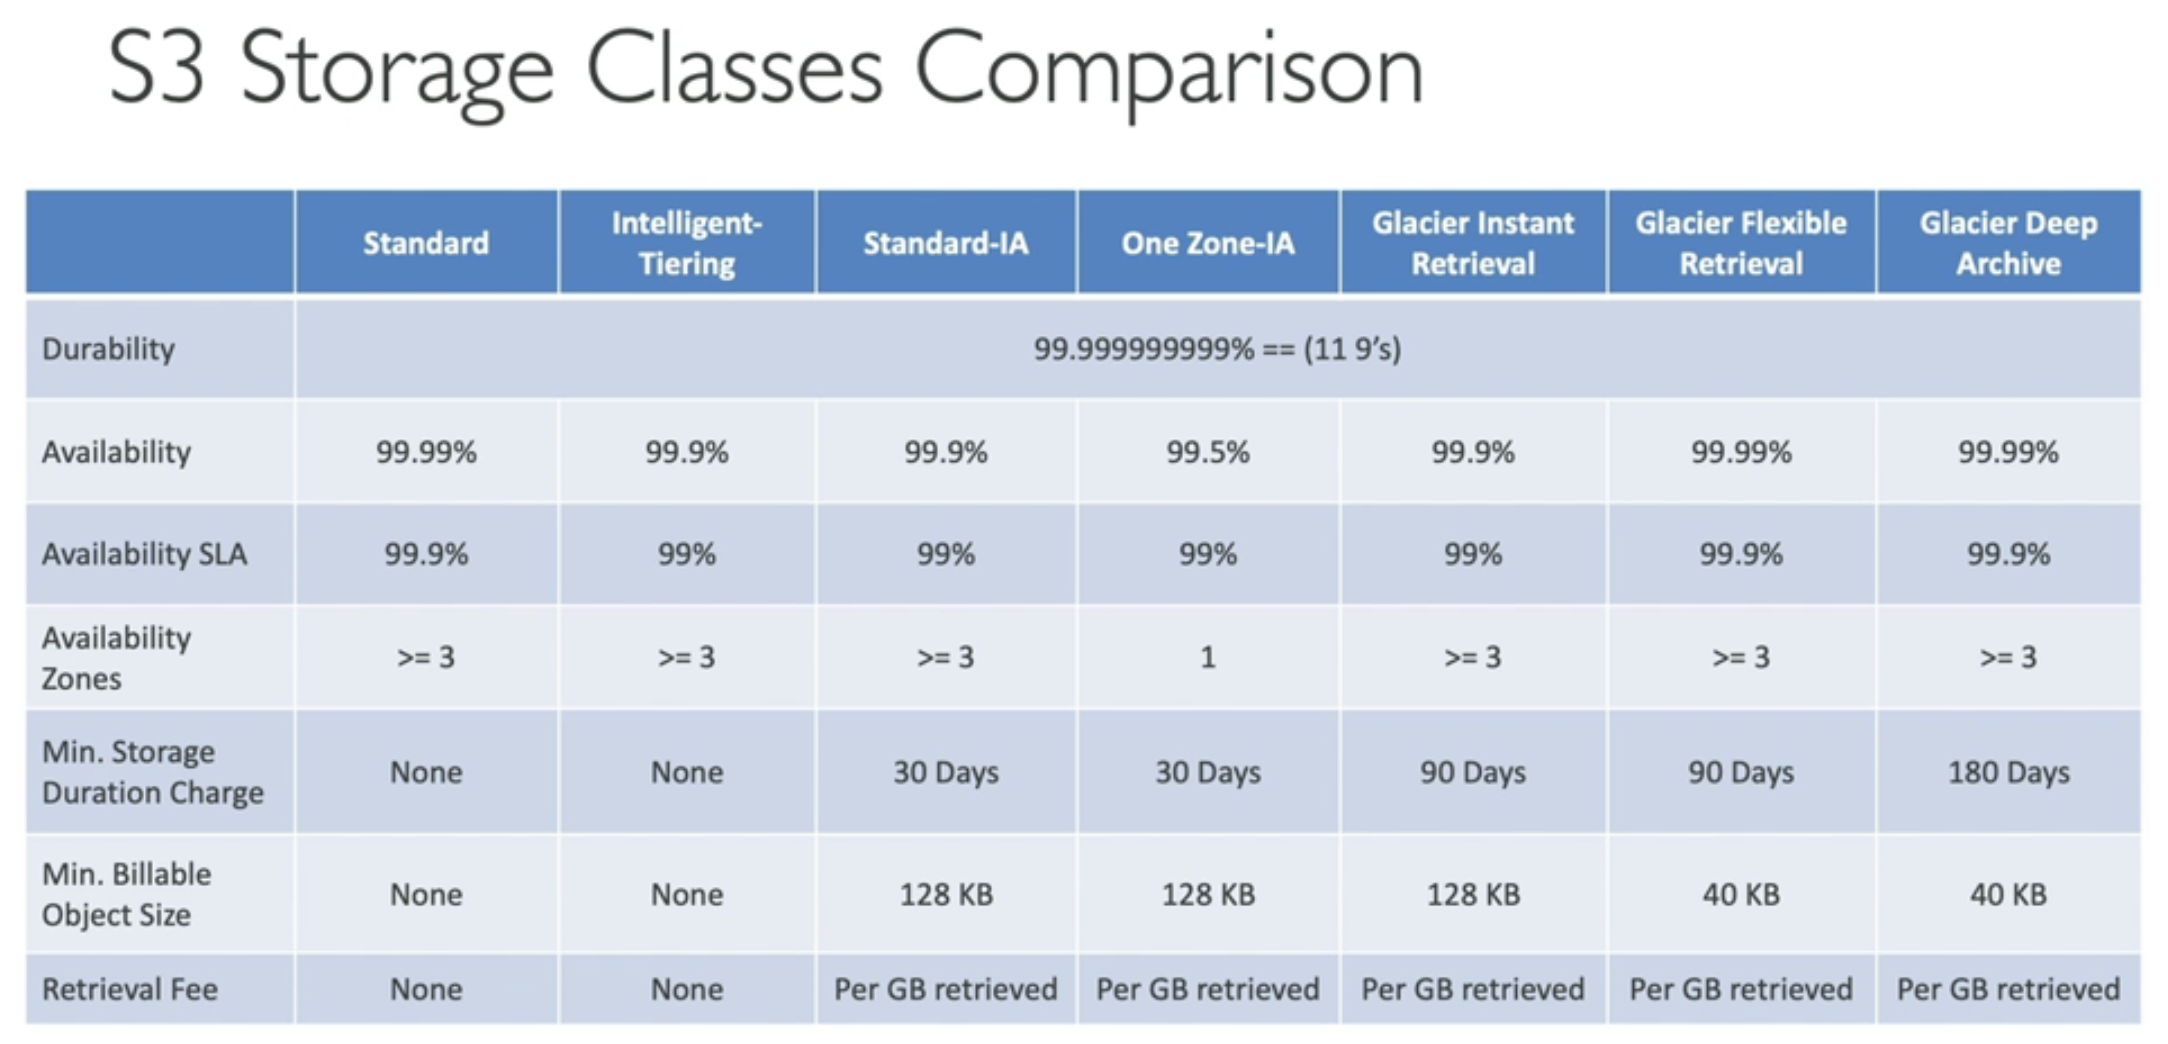 S3 Storage Classes Comparison
Standard
Intelligent-
Tiering
Standard-IA
One Zone-IA
Glacier Instant
Retrieval
Glacier Flexible
Retrieval
Glacier Deep
Archive
Durability
99.999999999% == (11 9’s)
Availability
99.99%
99.9%
99.9%
99.5%
99.9%
99.99%
99.99%
Availability SLA
99.9%
99%
99%
99%
99%
99.9%
99.9%
Availability
Zones
>= 3
>= 3
>= 3
1
>= 3
>= 3
>= 3
Min. Storage
Duration Charge
None
None
30 Days
30 Days
90 Days
90 Days
180 Days
Min. Billable
Object Size
None
None
128 KB
128 KB
128 KB
40 KB
40 KB
Retrieval Fee
None
None
Per GB retrieved
Per GB retrieved
Per GB retrieved
Per GB retrieved
Per GB retrieved